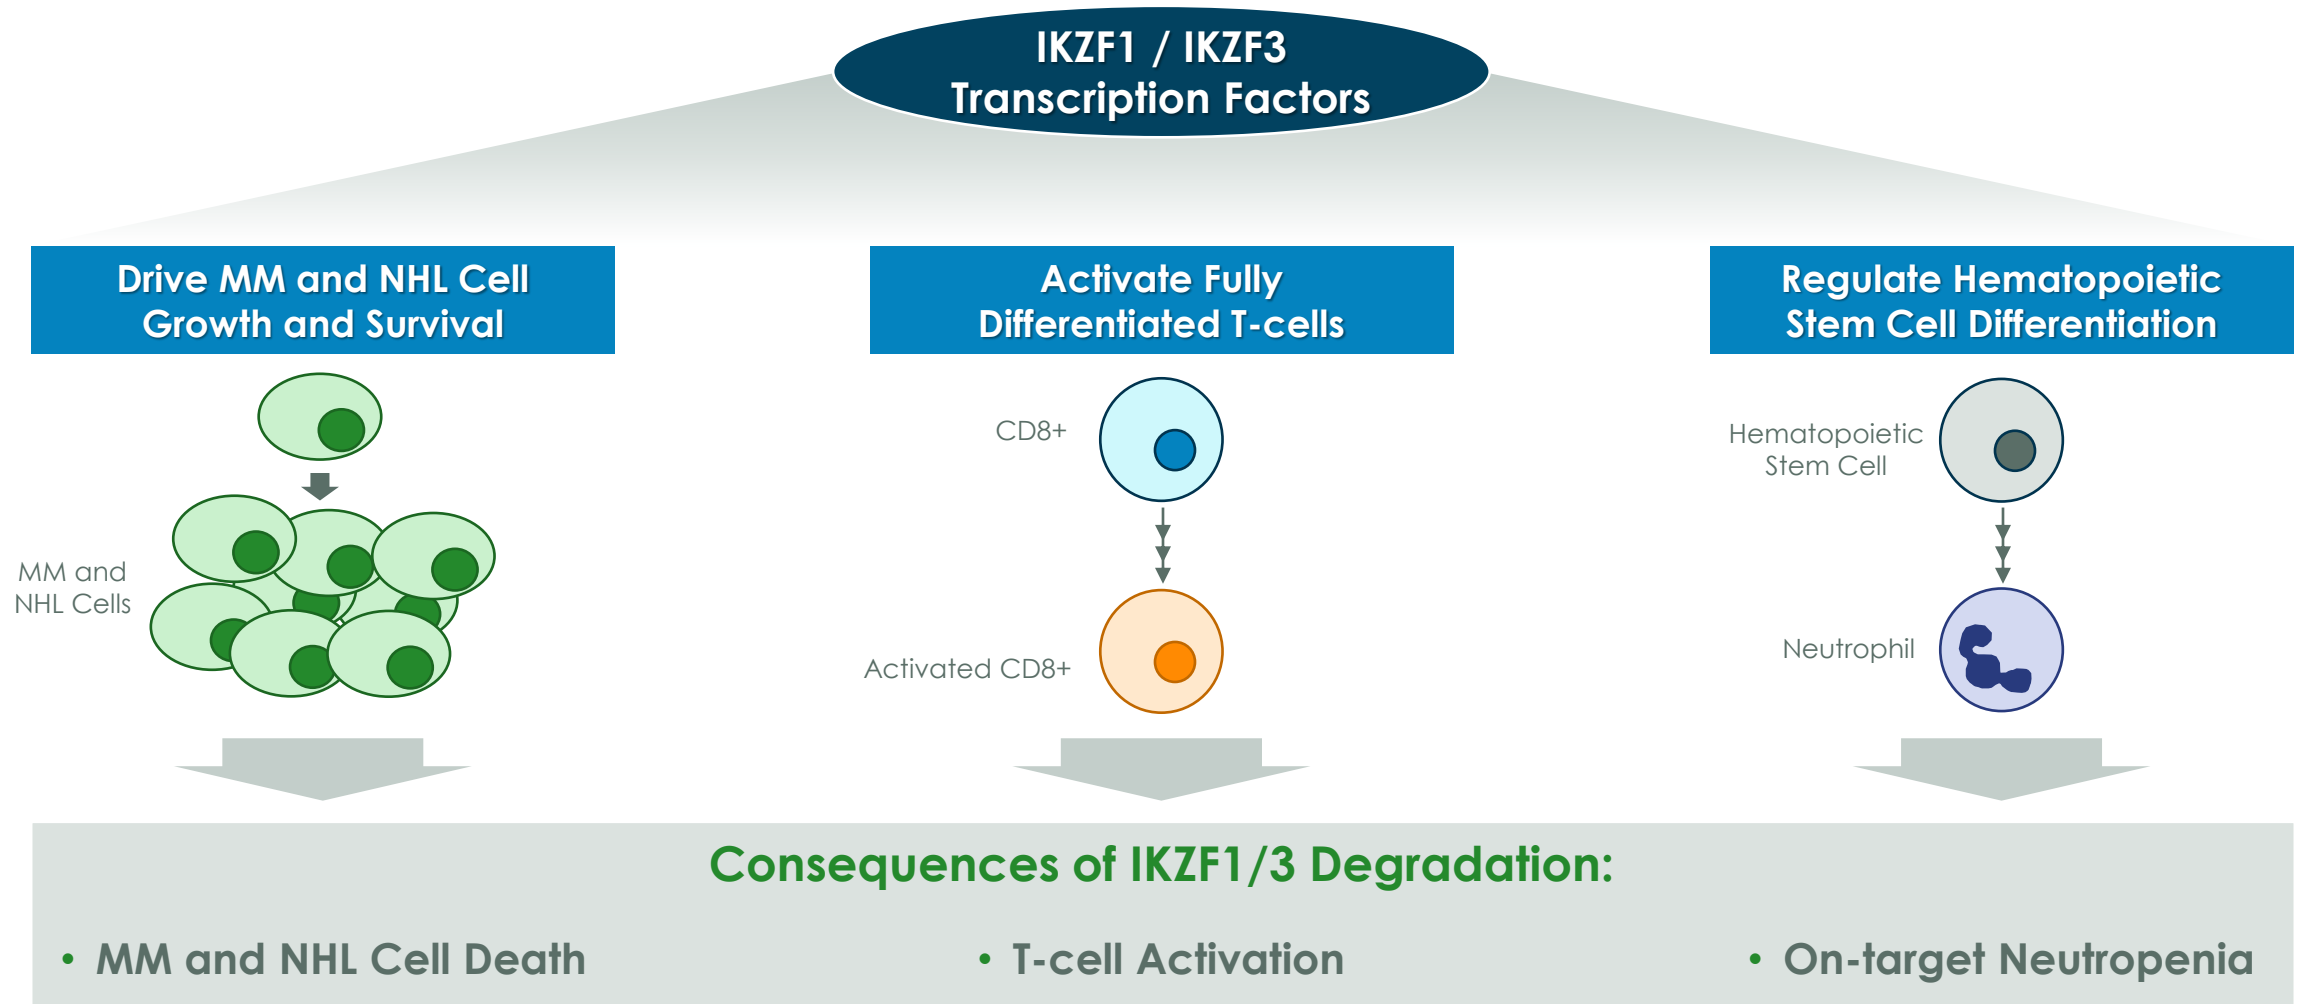 IKZF1 / IKZF3
Transcription Factors
Drive MM and NHL Cell
Growth and Survival
MM and
NHL Cells
Activate Fully
Differentiated T-cells
CD8+
Activated CD8+
Regulate Hematopoietic
Stem Cell Differentiation
Hematopoietic
Stem Cell
Neutrophil
Consequences of IKZF1/3 Degradation:
• MM and NHL Cell Death
• T-cell Activation
• On-target Neutropenia